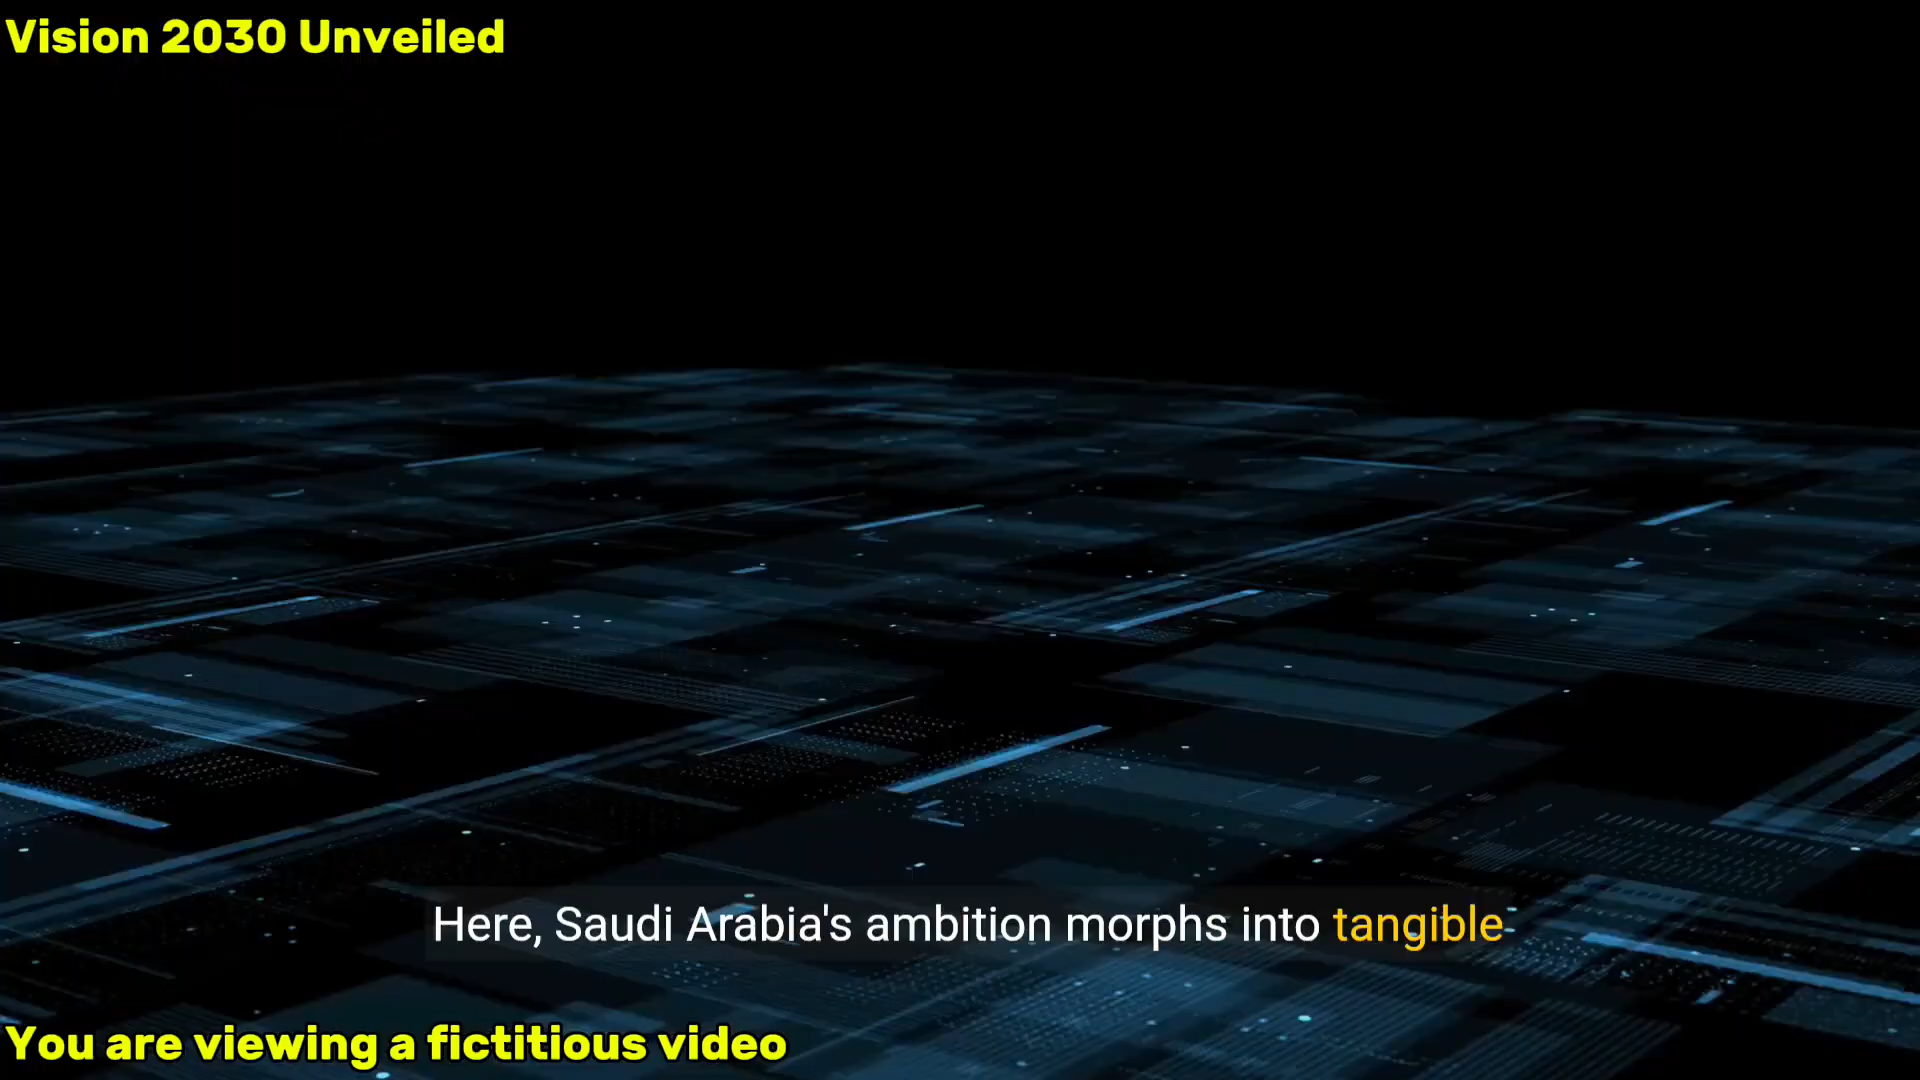 Vision 2030 Unveiled
Here, Saudi Arabia's ambition morphs into tangible
You are viewing a fictitious video